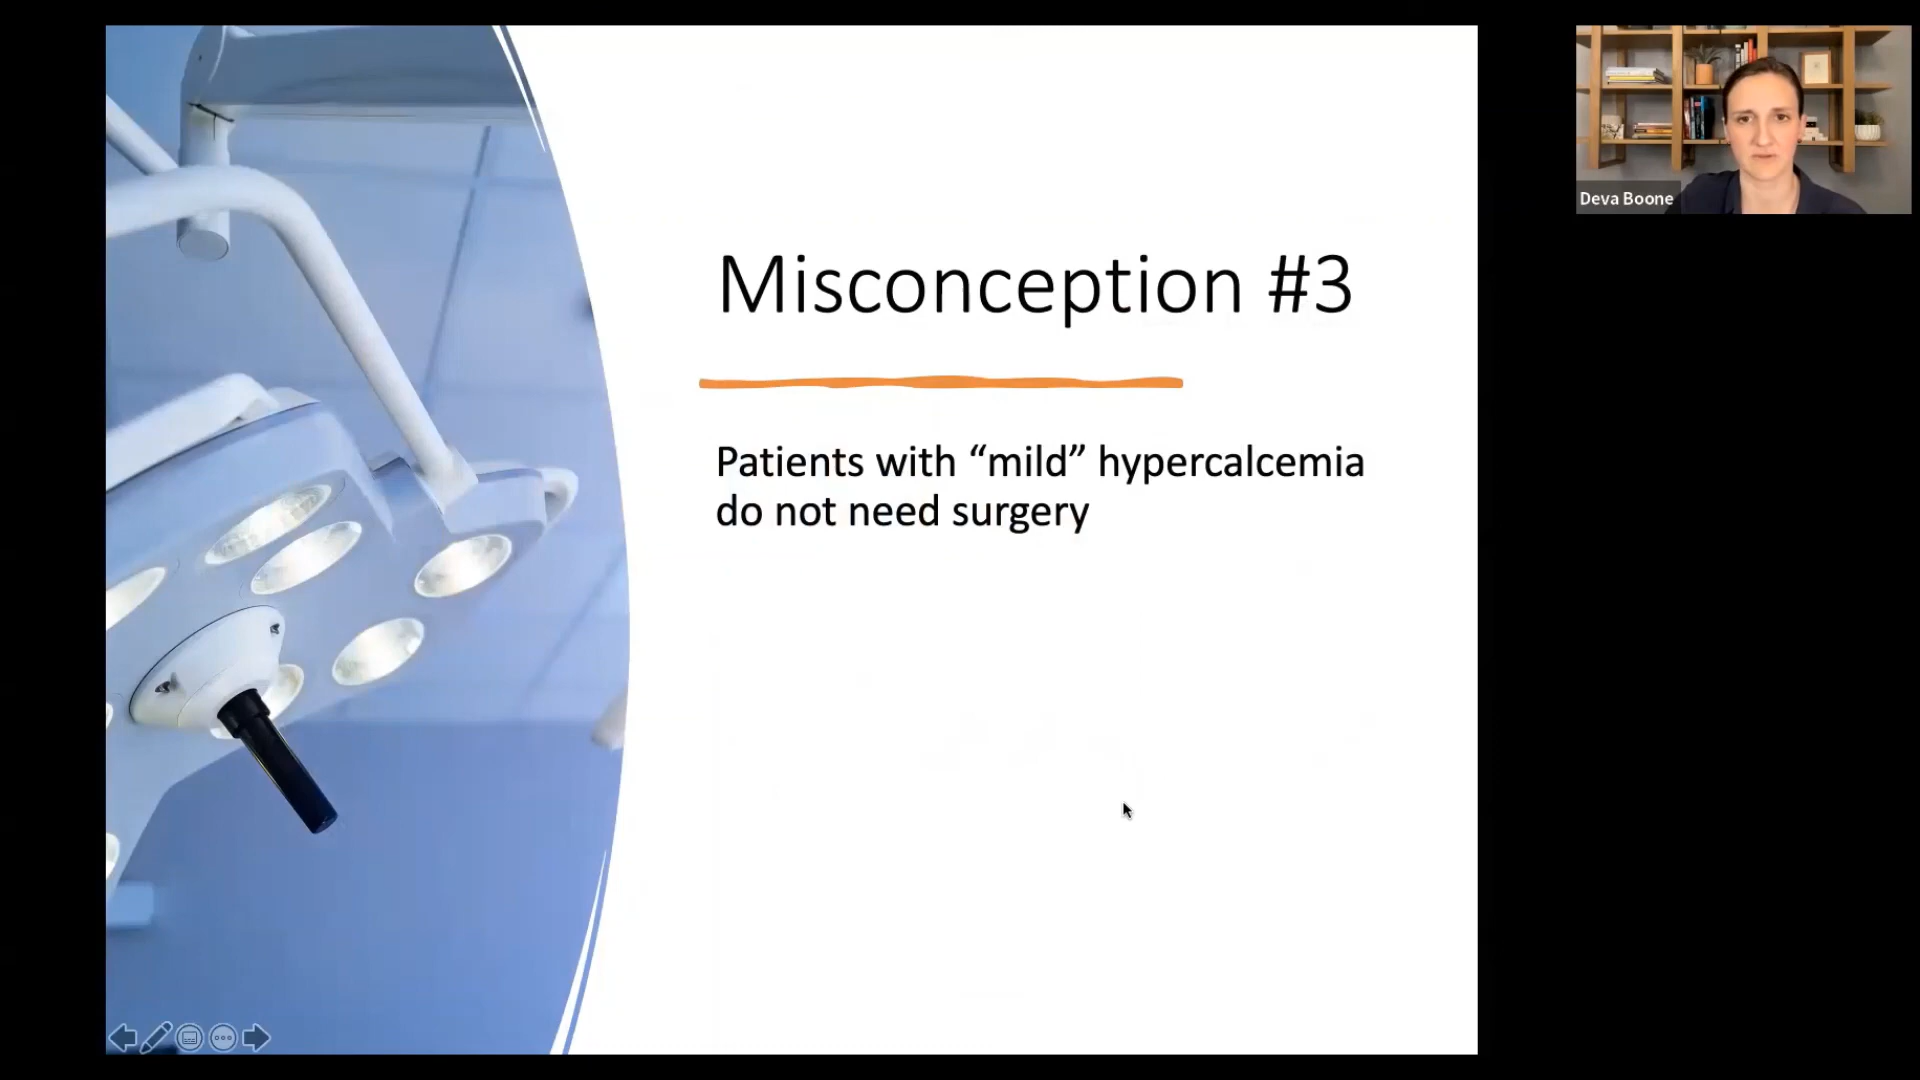 Misconception #3
Patients with “mild” hypercalcemia
do not need surgery
Deva Boone